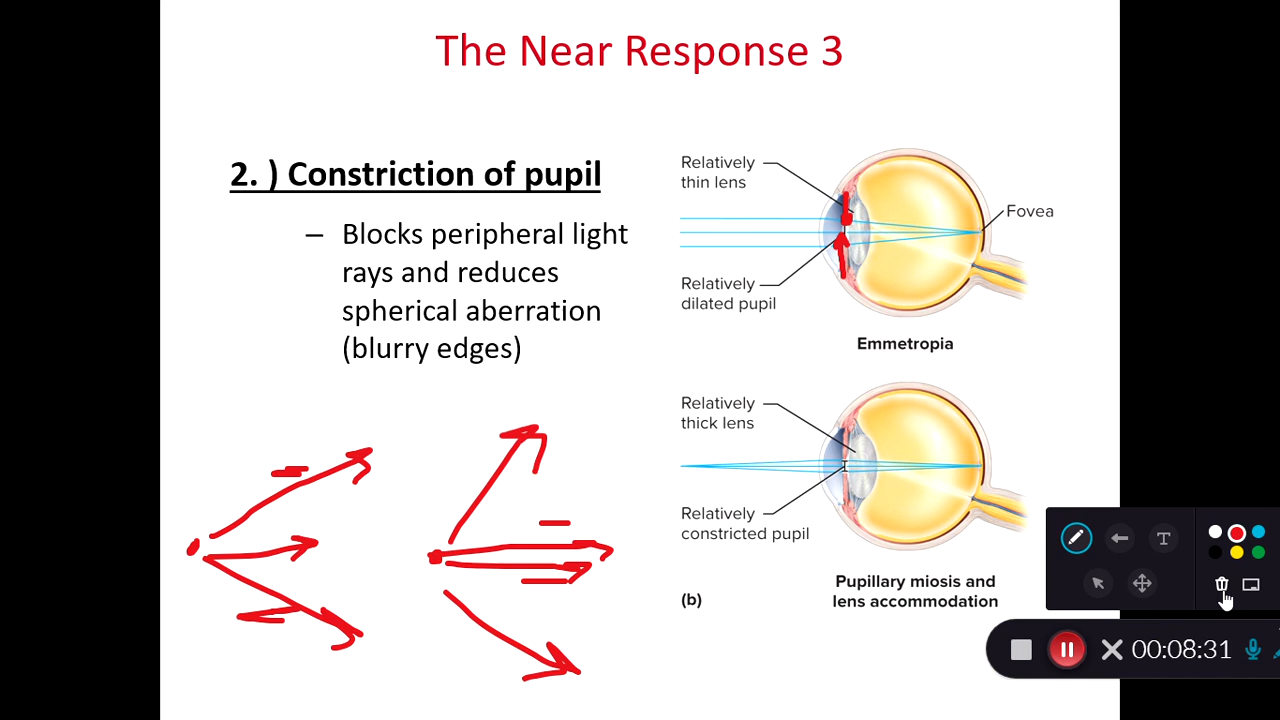 The Near Response 3
2. ) Constriction of pupil
– Blocks peripheral light
rays and reduces
spherical aberration
(blurry edges)
Relatively
thin lens
Fovea
Relatively
dilated pupil
Emmetropia
Relatively
thick lens
Relatively
constricted pupil
(b)
Pupillary miosis and
lens accommodation
T
00:08:31